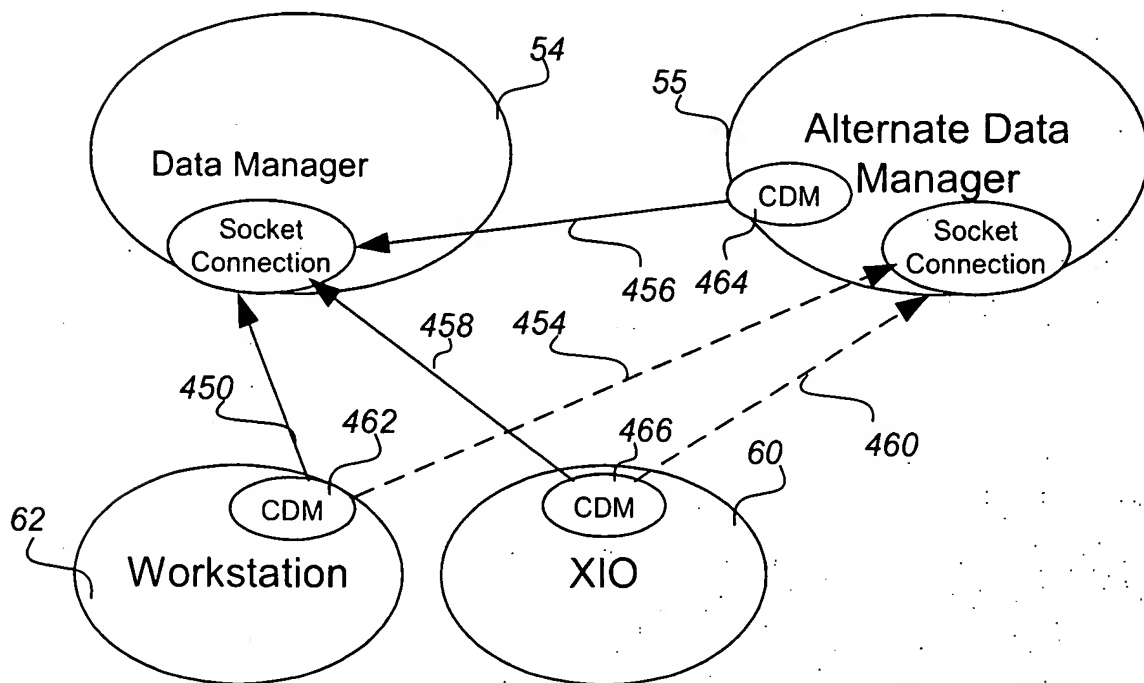 54
55
Data Manager
Alternate Data
Manager
CDM
Socket
Connection
Socket
Connection
456
464
458
454
450
462
466
60
460
62
CDM
CDM
Workstation
XIO